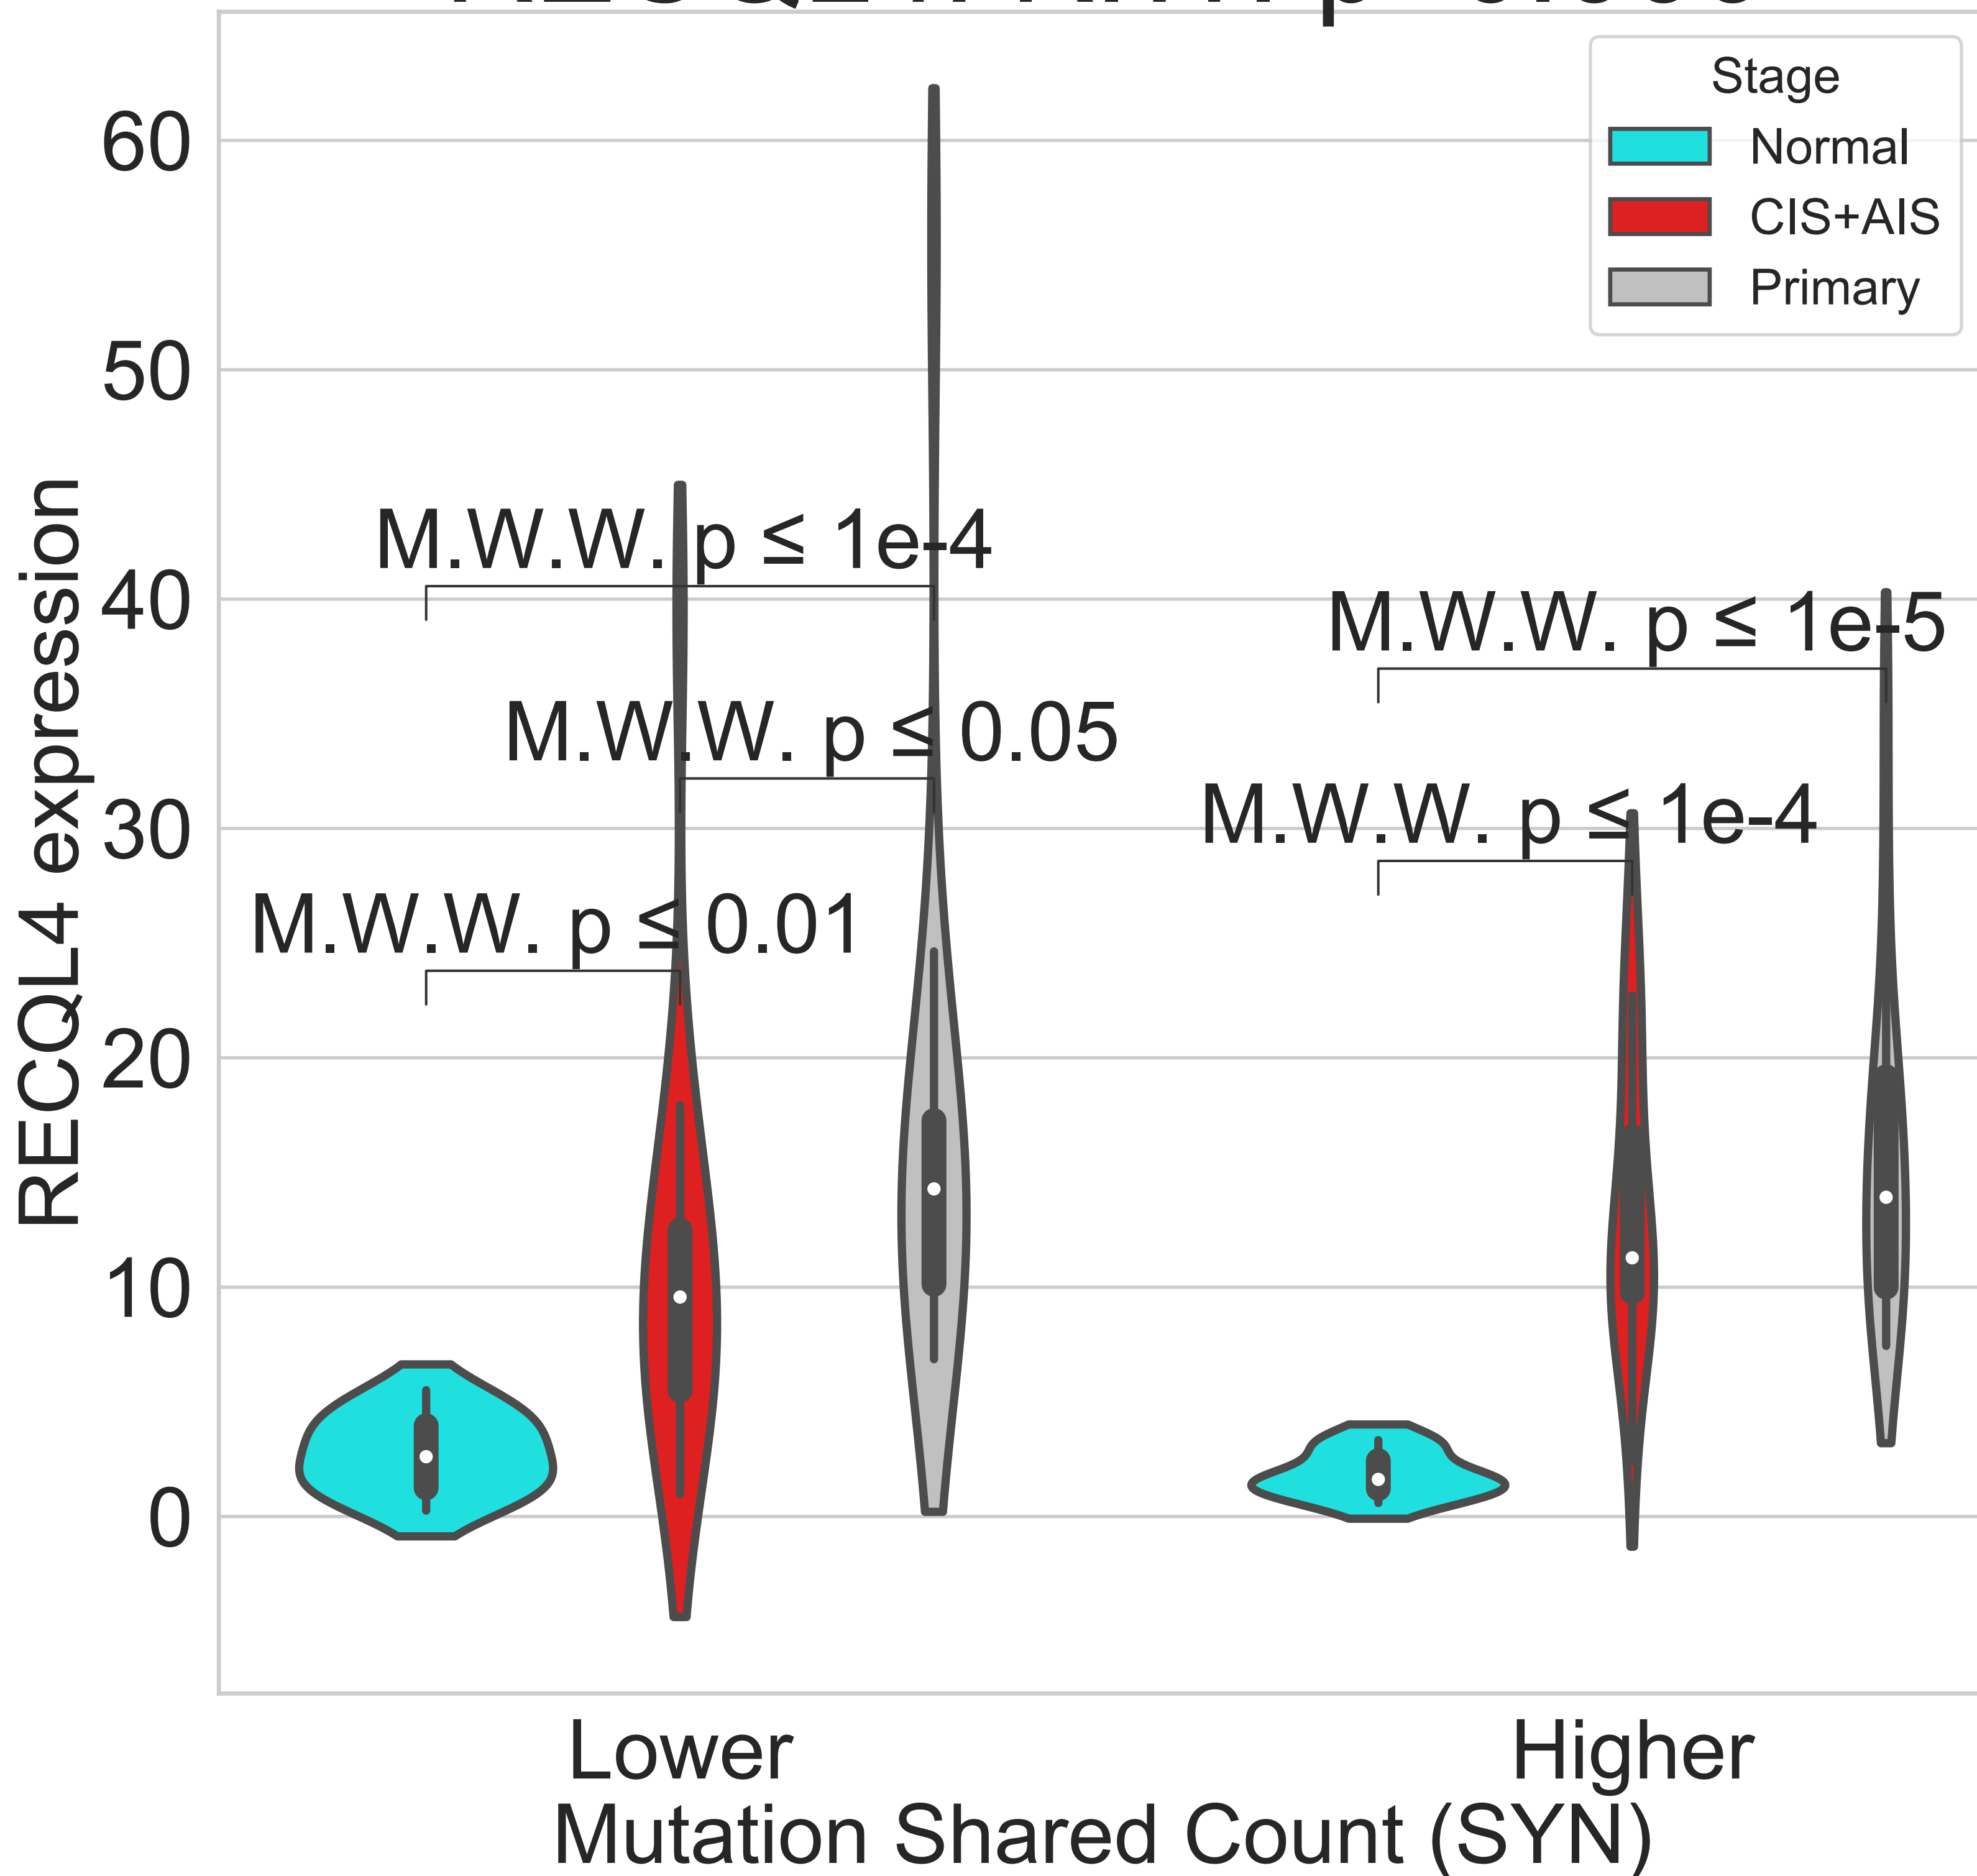 Stage
Normal
CIS+AIS
Primary
60
50
40
30
20
10
0
RECQL4 expression
M.W.W. p ≤ 1e-4
M.W.W. p ≤ 0.05
M.W.W. p ≤ 0.01
M.W.W. p ≤ 1e-5
M.W.W. p ≤ 1e-4
Lower
Higher
Mutation Shared Count (SYN)